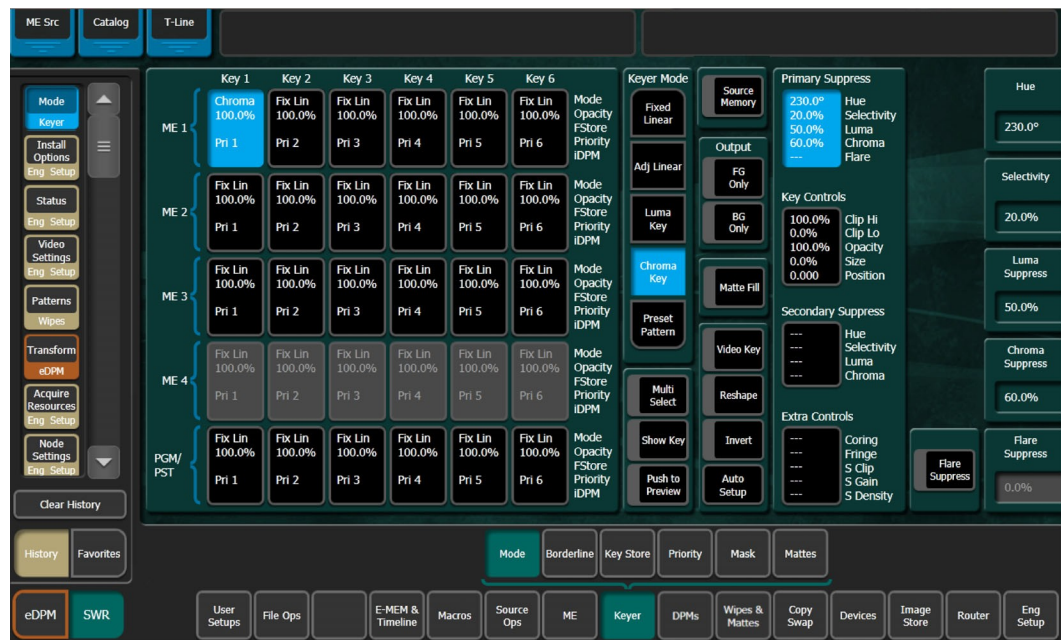 ME Src
Catalog
T-Line
Mode
Keyer
Install
Options
Eng Setup
Status
Eng Setup
Video
Settings
Eng Setup
Patterns
Wipes
Transform
eDPM
Acquire
Resources
Eng Setup
Node
Settings
Eng Setup
Clear History
History
Favorites
eDPM
SWR
Key 1 Key 2 Key 3 Key 4 Key 5 Key 6
ME 1
Chroma Fix Lin Fix Lin Fix Lin Fix Lin Fix Lin Mode
100.0% 100.0% 100.0% 100.0% 100.0% 100.0% Opacity
FStore
Pri 1 Pri 2 Pri 3 Pri 4 Pri 5 Pri 6 Priority
iDPM
ME 2
Fix Lin Fix Lin Fix Lin Fix Lin Fix Lin Fix Lin Mode
100.0% 100.0% 100.0% 100.0% 100.0% 100.0% Opacity
FStore
Pri 1 Pri 2 Pri 3 Pri 4 Pri 5 Pri 6 Priority
iDPM
ME 3
Fix Lin Fix Lin Fix Lin Fix Lin Fix Lin Fix Lin Mode
100.0% 100.0% 100.0% 100.0% 100.0% 100.0% Opacity
FStore
Pri 1 Pri 2 Pri 3 Pri 4 Pri 5 Pri 6 Priority
iDPM
ME 4
Fix Lin Fix Lin Fix Lin Fix Lin Fix Lin Fix Lin Mode
100.0% 100.0% 100.0% 100.0% 100.0% 100.0% Opacity
FStore
Pri 1 Pri 2 Pri 3 Pri 4 Pri 5 Pri 6 Priority
iDPM
PGM/
PST
Fix Lin Fix Lin Fix Lin Fix Lin Fix Lin Fix Lin Mode
100.0% 100.0% 100.0% 100.0% 100.0% 100.0% Opacity
FStore
Pri 1 Pri 2 Pri 3 Pri 4 Pri 5 Pri 6 Priority
iDPM
Keyer Mode
Fixed
Linear
Adj Linear
Luma
Key
Chroma
Key
Preset
Pattern
Multi
Select
Show Key
Push to
Preview
Source
Memory
Output
FG
Only
BG
Only
Matte Fill
Video Key
Reshape
Invert
Auto
Setup
Primary Suppress
230.0° Hue
20.0% Selectivity
50.0% Luma
60.0% Chroma
--- Flare
Key Controls
100.0% Clip Hi
0.0% Clip Lo
100.0% Opacity
0.0% Size
0.000 Position
Secondary Suppress
--- Hue
--- Selectivity
--- Luma
--- Chroma
Extra Controls
--- Coring
--- Fringe
--- S Clip
--- S Gain
--- S Density
Flare
Suppress
Hue
230.0°
Selectivity
20.0%
Luma
Suppress
50.0%
Chroma
Suppress
60.0%
Flare
Suppress
0.0%
Mode
Borderline
Key Store
Priority
Mask
Mattes
User
Setups
File Ops
E-MEM &
Timeline
Macros
Source
Ops
ME
Keyer
DPMs
Wipes &
Mattes
Copy
Swap
Devices
Image
Store
Router
Eng
Setup